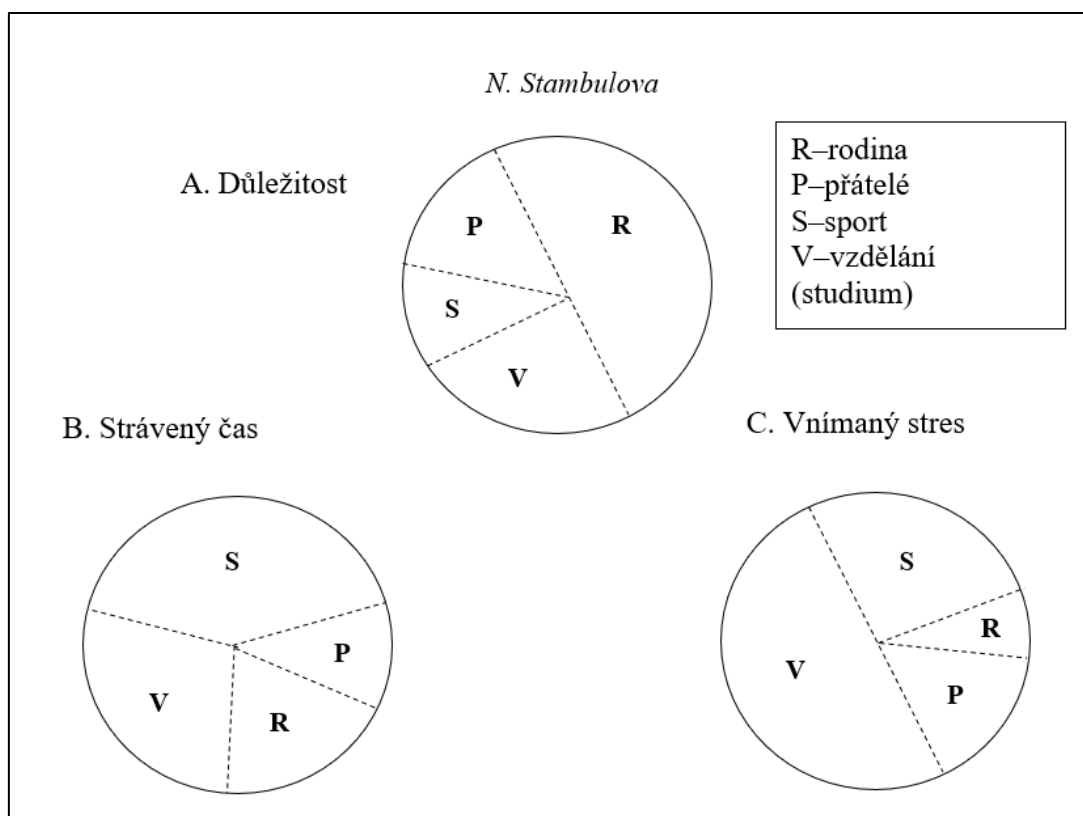 N. Stambulova
A. Důležitost
P
R
S
V
R–rodina
P–přátelé
S–sport
V–vzdělání
(studium)
B. Strávený čas
S
P
V
R
C. Vnímaný stres
S
R
V
P